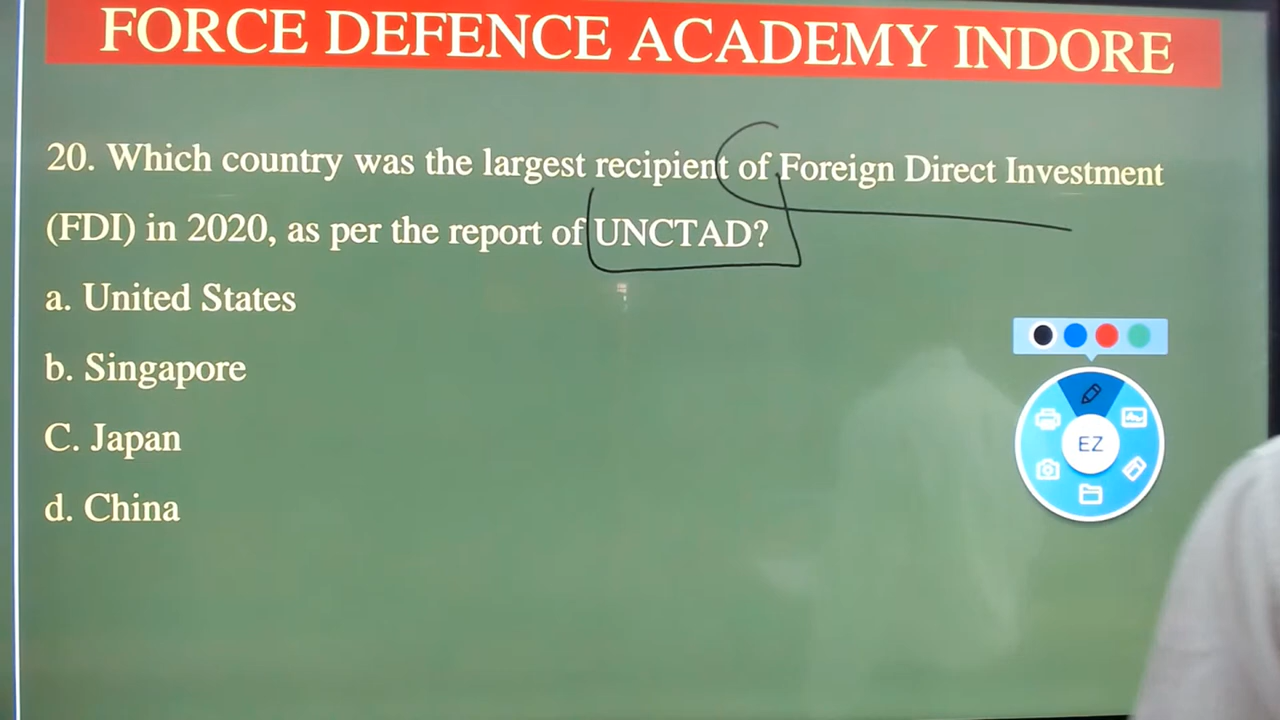 FORCE DEFENCE ACADEMY INDORE
20. Which country was the largest recipient of Foreign Direct Investment
(FDI) in 2020, as per the report of UNCTAD?
a. United States
b. Singapore
C. Japan
d. China
EZ